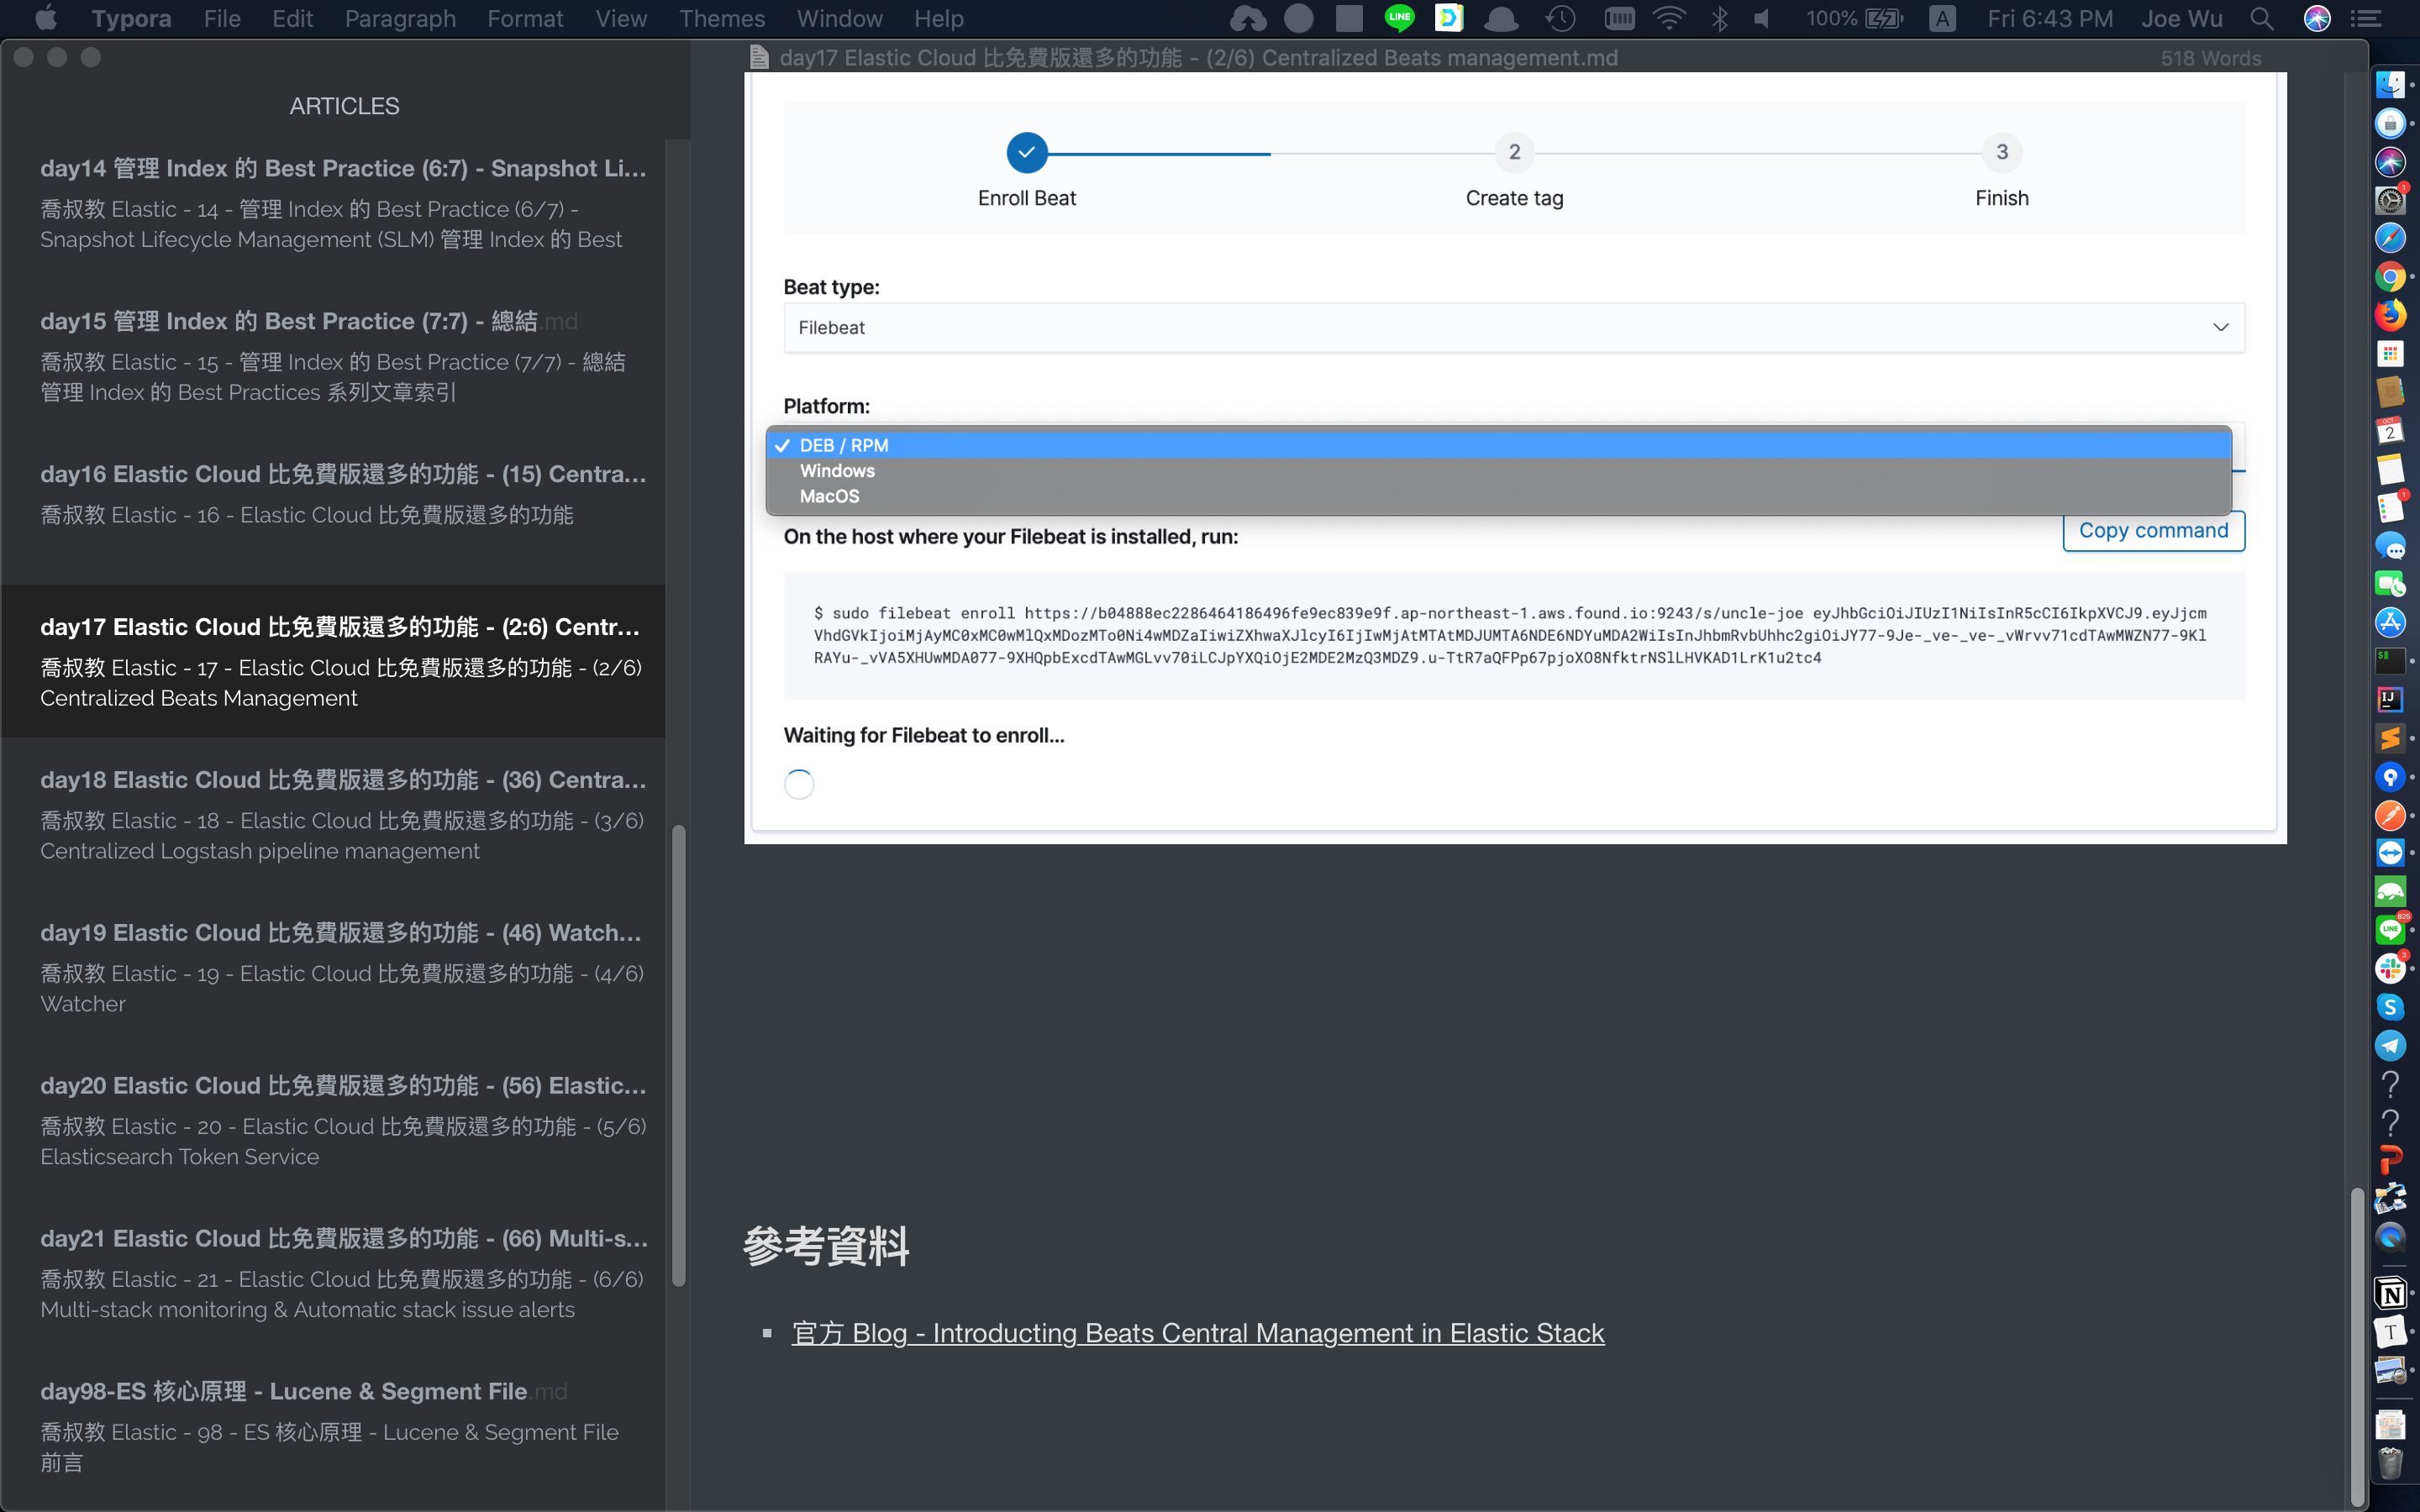 Typora File Edit Paragraph Format View Themes Window Help
LINE
100%
A
Fri 6:43 PM Joe Wu
day17 Elastic Cloud 比免費版還多的功能 - (2/6) Centralized Beats management.md
518 Words
ARTICLES
day14 管理 Index 的 Best Practice (6:7) - Snapshot Li...
喬叔教 Elastic - 14 - 管理 Index 的 Best Practice (6/7) -
Snapshot Lifecycle Management (SLM) 管理 Index 的 Best
day15 管理 Index 的 Best Practice (7:7) - 總結.md
喬叔教 Elastic - 15 - 管理 Index 的 Best Practice (7/7) - 總結
管理 Index 的 Best Practices 系列文章索引
day16 Elastic Cloud 比免費版還多的功能 - (15) Centra...
喬叔教 Elastic - 16 - Elastic Cloud 比免費版還多的功能
day17 Elastic Cloud 比免費版還多的功能 - (2:6) Centr...
喬叔教 Elastic - 17 - Elastic Cloud 比免費版還多的功能 - (2/6)
Centralized Beats Management
day18 Elastic Cloud 比免費版還多的功能 - (36) Centra...
喬叔教 Elastic - 18 - Elastic Cloud 比免費版還多的功能 - (3/6)
Centralized Logstash pipeline management
day19 Elastic Cloud 比免費版還多的功能 - (46) Watch...
喬叔教 Elastic - 19 - Elastic Cloud 比免費版還多的功能 - (4/6)
Watcher
day20 Elastic Cloud 比免費版還多的功能 - (56) Elastic...
喬叔教 Elastic - 20 - Elastic Cloud 比免費版還多的功能 - (5/6)
Elasticsearch Token Service
day21 Elastic Cloud 比免費版還多的功能 - (66) Multi-s...
喬叔教 Elastic - 21 - Elastic Cloud 比免費版還多的功能 - (6/6)
Multi-stack monitoring & Automatic stack issue alerts
day98-ES 核心原理 - Lucene & Segment File.md
喬叔教 Elastic - 98 - ES 核心原理 - Lucene & Segment File
前言
2
3
Enroll Beat
Create tag
Finish
Beat type:
Filebeat
Platform:
DEB / RPM
Windows
MacOS
On the host where your Filebeat is installed, run:
Copy command
$ sudo filebeat enroll https://b04888ec2286464186496fe9ec839e9f.ap-northeast-1.aws.found.io:9243/s/uncle-joe eyJhbGciOiJIUzI1NiIsInR5cCI6IkpXVCJ9.eyJjcm
VhdGVkIjoiMjAyMC0xMC0wMlQxMDozMTo0Ni4wMDZaIiwiZXhwaXJlcyI6IjIwMjAtMTAtMDJUMTA6NDE6NDYuMDA2WiIsInJhbmRvbUhhc2giOiJY77-9Je-_ve-_ve-_vWrvv71cdTAwMWZN77-9Kl
RAYu-_vVA5XHUwMDA077-9XHQpbExcdTAwMGLvv70iLCJpYXQiOjE2MDE2MzQ3MDZ9.u-TtR7aQFPp67pjoXO8NfktrNSlLHVKAD1LrK1u2tc4
Waiting for Filebeat to enroll...
參考資料
官方 Blog - Introducting Beats Central Management in Elastic Stack
1
OCT
2
1
IJ
825
LINE
3
S
?
?
N
T